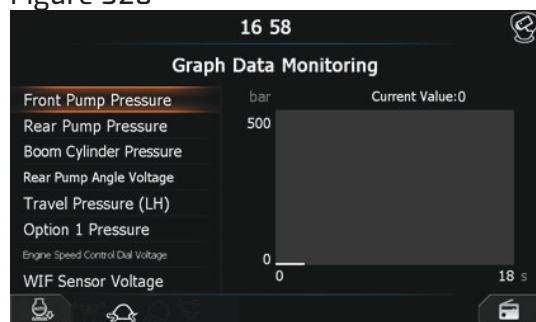 16 58
Graph Data Monitoring
Front Pump Pressure
Rear Pump Pressure
Boom Cylinder Pressure
Rear Pump Angle Voltage
Travel Pressure (LH)
Option 1 Pressure
Engine Speed Control Dial Voltage
WIF Sensor Voltage
bar Current Value:0
500
0
0 18 s